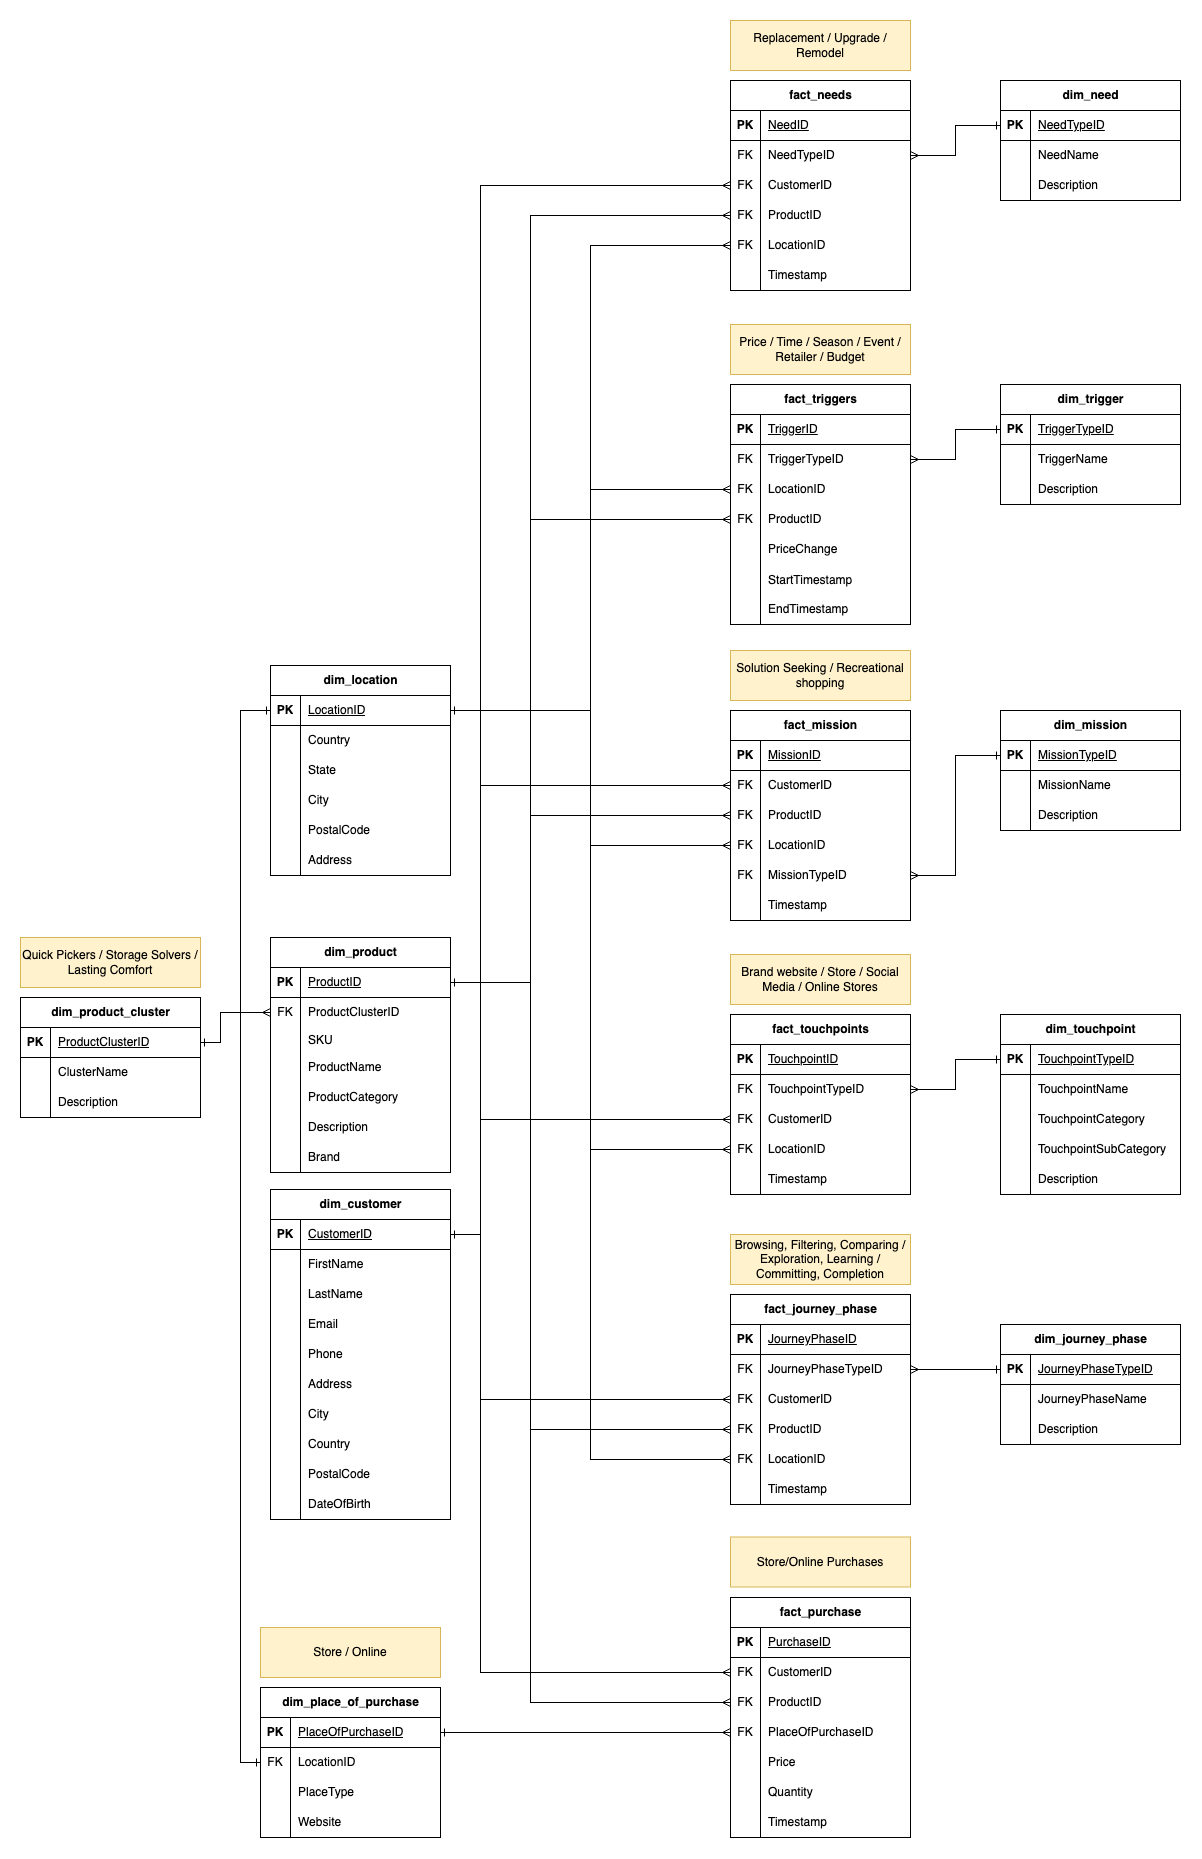 Replacement / Upgrade /
Remodel
fact_needs
PK NeedID
FK NeedTypeID
FK CustomerID
FK ProductID
FK LocationID
Timestamp
dim_need
PK NeedTypeID
NeedName
Description
Price / Time / Season / Event /
Retailer / Budget
fact_triggers
PK TriggerID
FK TriggerTypeID
FK LocationID
FK ProductID
PriceChange
StartTimestamp
EndTimestamp
dim_trigger
PK TriggerTypeID
TriggerName
Description
dim_location
PK LocationID
Country
State
City
PostalCode
Address
Solution Seeking / Recreational
shopping
fact_mission
PK MissionID
FK CustomerID
FK ProductID
FK LocationID
FK MissionTypeID
Timestamp
dim_mission
PK MissionTypeID
MissionName
Description
Quick Pickers / Storage Solvers /
Lasting Comfort
dim_product_cluster
PK ProductClusterID
ClusterName
Description
dim_product
PK ProductID
FK ProductClusterID
SKU
ProductName
ProductCategory
Description
Brand
Brand website / Store / Social
Media / Online Stores
fact_touchpoints
PK TouchpointID
FK TouchpointTypeID
FK CustomerID
FK LocationID
Timestamp
dim_touchpoint
PK TouchpointTypeID
TouchpointName
TouchpointCategory
TouchpointSubCategory
Description
dim_customer
PK CustomerID
FirstName
LastName
Email
Phone
Address
City
Country
PostalCode
DateOfBirth
Browsing, Filtering, Comparing /
Exploration, Learning /
Committing, Completion
fact_journey_phase
PK JourneyPhaseID
FK JourneyPhaseTypeID
FK CustomerID
FK ProductID
FK LocationID
Timestamp
dim_journey_phase
PK JourneyPhaseTypeID
JourneyPhaseName
Description
Store / Online
dim_place_of_purchase
PK PlaceOfPurchaseID
FK LocationID
PlaceType
Website
Store/Online Purchases
fact_purchase
PK PurchaseID
FK CustomerID
FK ProductID
FK PlaceOfPurchaseID
Price
Quantity
Timestamp